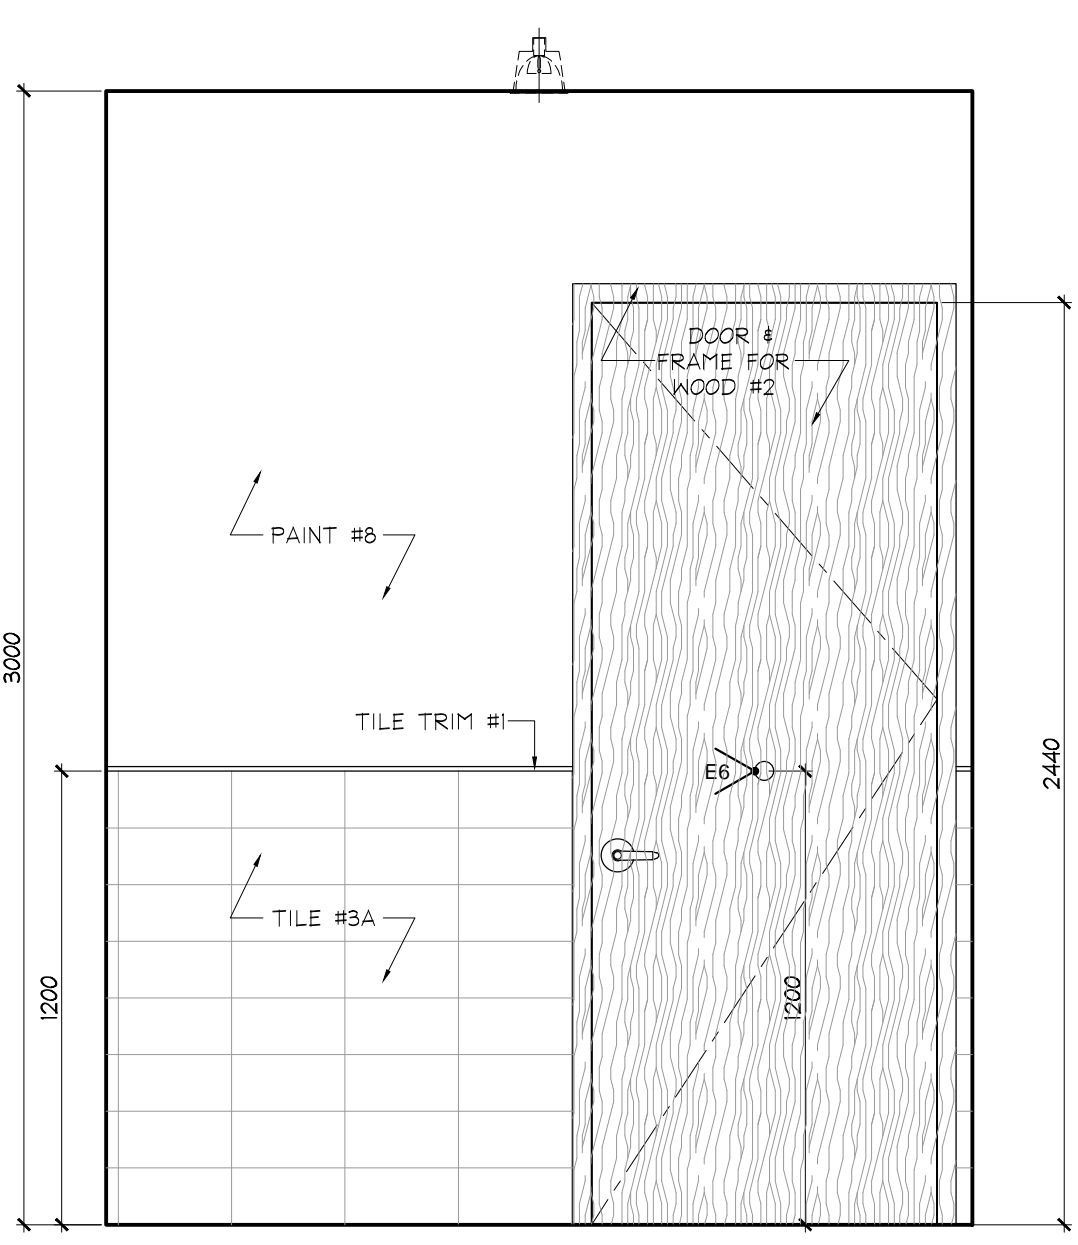 DOOR &
FRAME FOR
WOOD #2
PAINT #8
3000
TILE TRIM #1
2440
E6
TILE #3A
1200
1200